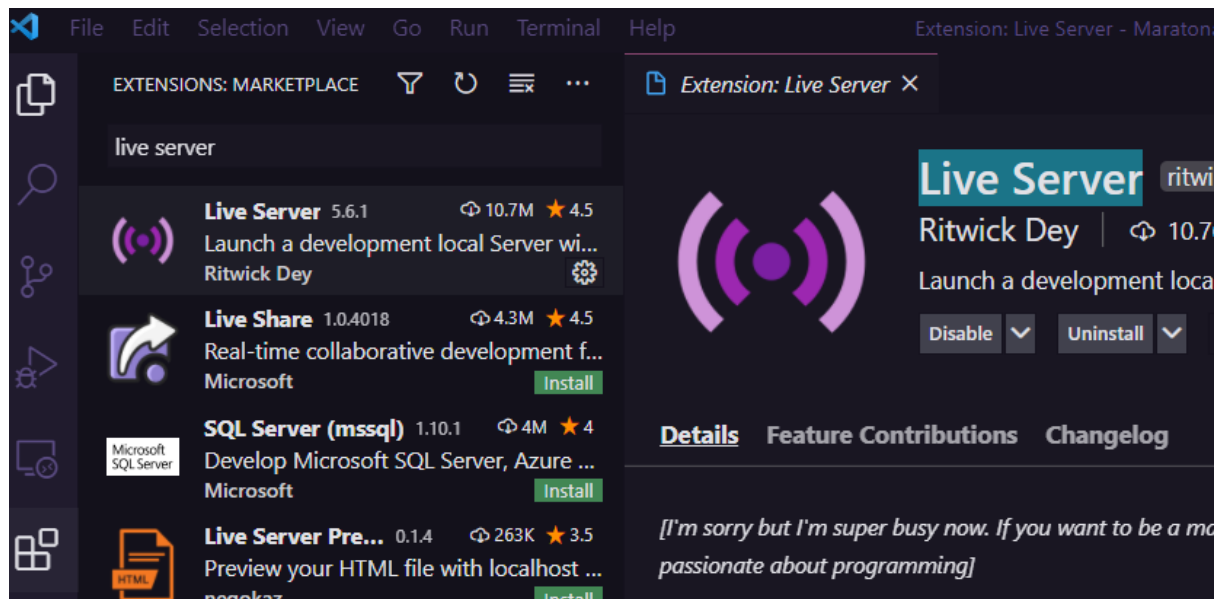 File Edit Selection View Go Run Terminal Help
Extension: Live Server - Maraton
EXTENSIONS: MARKETPLACE
live server
Live Server 5.6.1 10.7M 4.5
Launch a development local Server wi...
Ritwick Dey
Live Share 1.0.4018 4.3M 4.5
Real-time collaborative development f...
Microsoft Install
SQL Server (mssql) 1.10.1 4M 4
Microsoft
SQL Server
Develop Microsoft SQL Server, Azure ...
Microsoft Install
Live Server Pre... 0.1.4 263K 3.5
HTML
Preview your HTML file with localhost ...
negokaz Install
Extension: Live Server
Live Server ritwi
Ritwick Dey 10.7
Launch a development loca
Disable Uninstall
Details Feature Contributions Changelog
[I'm sorry but I'm super busy now. If you want to be a ma
passionate about programming]